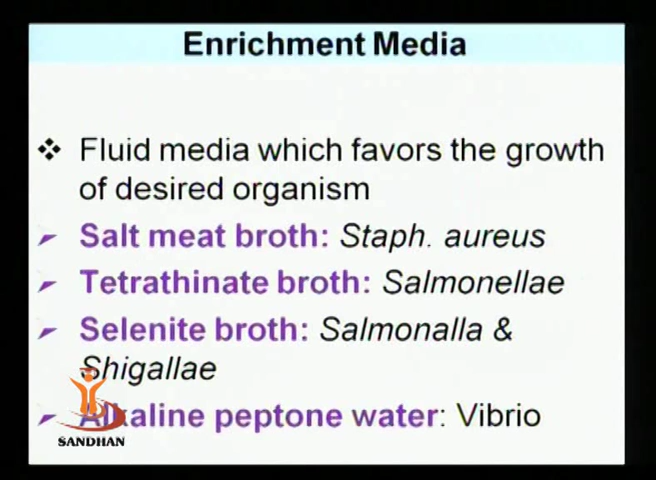 Enrichment Media
Fluid media which favors the growth
of desired organism
Salt meat broth: Staph. aureus
Tetrathinate broth: Salmonellae
Selenite broth: Salmonalla &
Shigallae
Alkaline peptone water: Vibrio
SANDHAN